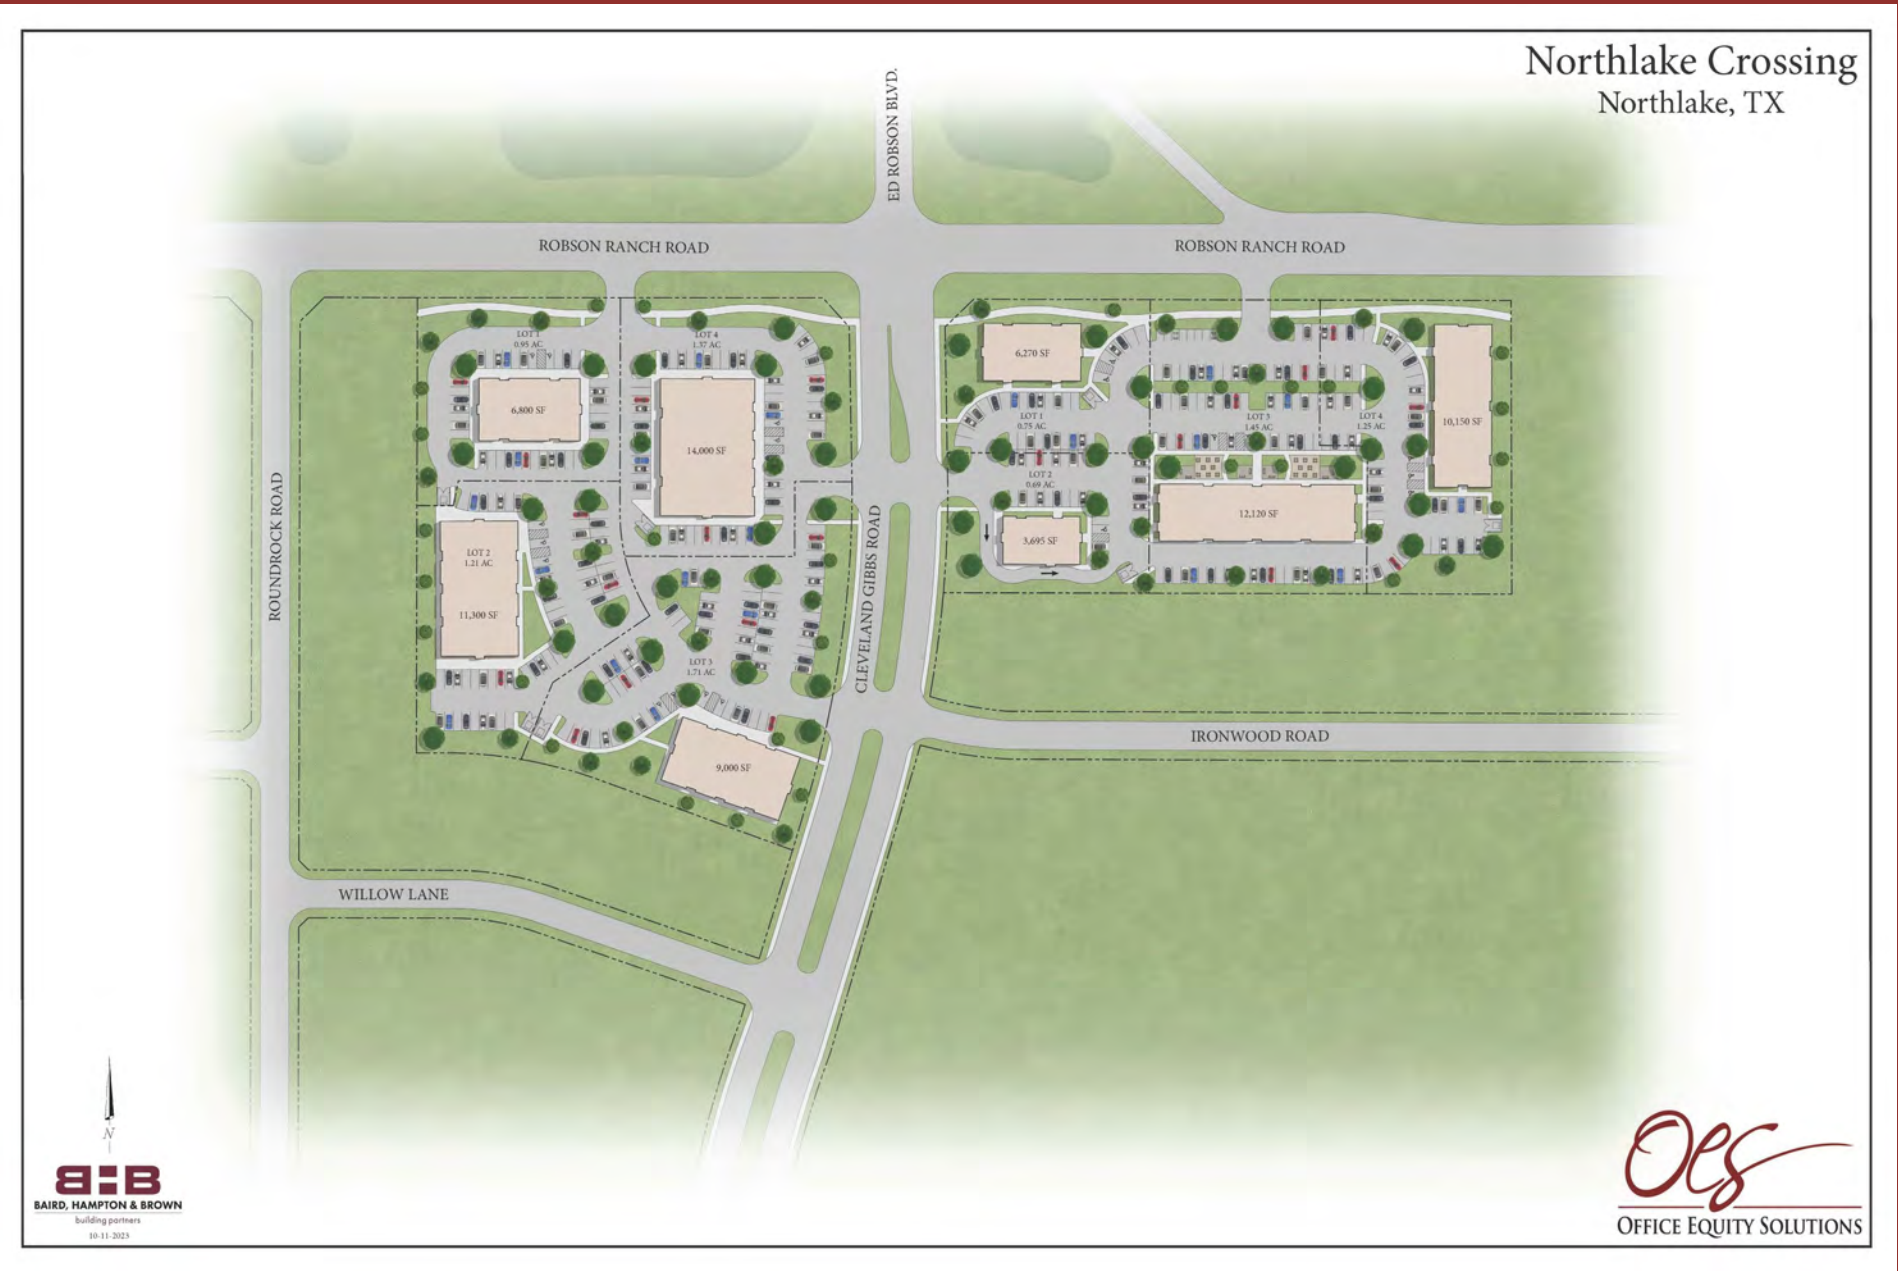 Northlake Crossing
Northlake, TX
ED ROBSON BLVD.
ROBSON RANCH ROAD
ROBSON RANCH ROAD
LOT 1
0.95 AC
6,800 SF
LOT 4
1.37 AC
14,000 SF
LOT 2
1.21 AC
11,300 SF
LOT 3
1.71 AC
9,000 SF
6,270 SF
LOT 1
0.75 AC
LOT 2
0.69 AC
3,695 SF
LOT 3
1.45 AC
12,120 SF
LOT 4
1.25 AC
10,150 SF
ROUNDROCK ROAD
CLEVELAND GIBBS ROAD
IRONWOOD ROAD
WILLOW LANE
N
BHB
BAIRD, HAMPTON & BROWN
building partners
10-11-2023
OES
OFFICE EQUITY SOLUTIONS